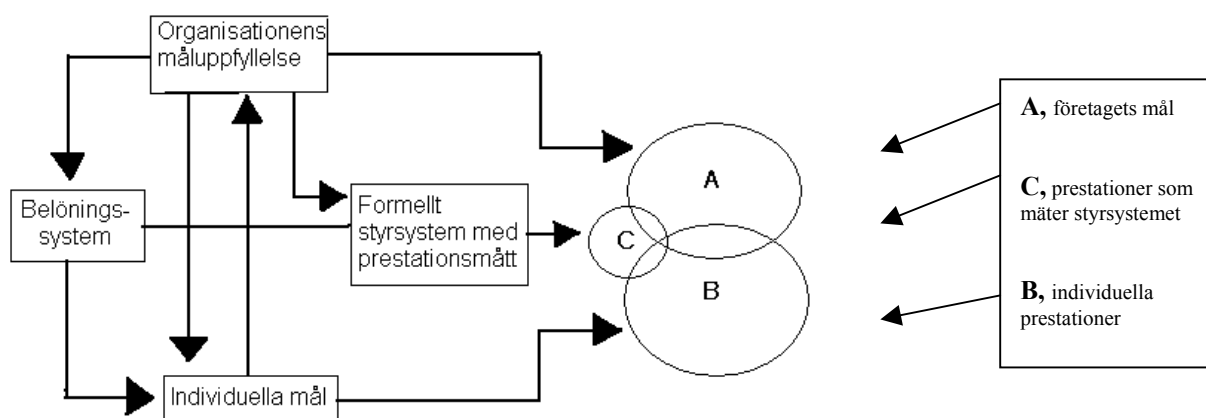 Organisationens
måluppfyllelse
Belönings-
system
Formellt
styrsystem med
prestationsmått
Individuella mål
A
C
B
A, företagets mål
C, prestationer som
mäter styrsystemet
B, individuella
prestationer